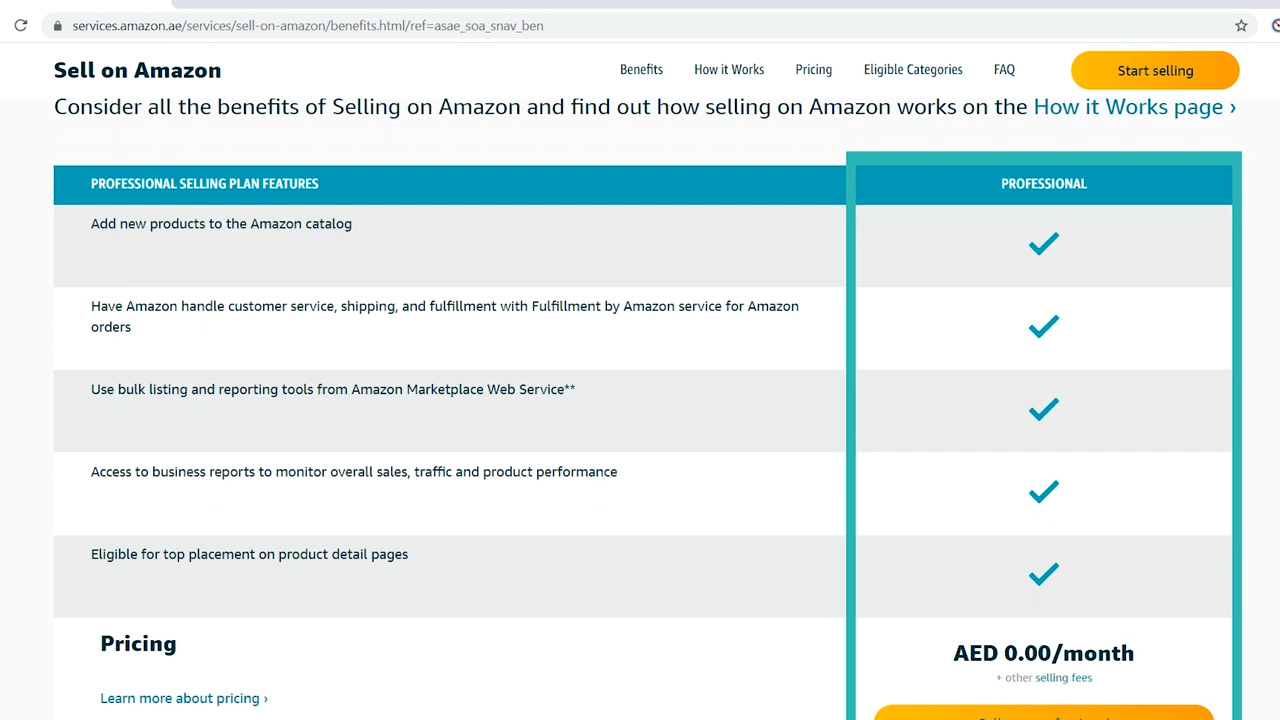 services.amazon.ae/services/sell-on-amazon/benefits.html/ref=asae_soa_snav_ben
Sell on Amazon
Benefits
How it Works
Pricing
Eligible Categories
FAQ
Start selling
Consider all the benefits of Selling on Amazon and find out how selling on Amazon works on the How it Works page ›
PROFESSIONAL SELLING PLAN FEATURES
PROFESSIONAL
Add new products to the Amazon catalog
Have Amazon handle customer service, shipping, and fulfillment with Fulfillment by Amazon service for Amazon
orders
Use bulk listing and reporting tools from Amazon Marketplace Web Service**
Access to business reports to monitor overall sales, traffic and product performance
Eligible for top placement on product detail pages
Pricing
AED 0.00/month
+ other selling fees
Learn more about pricing ›